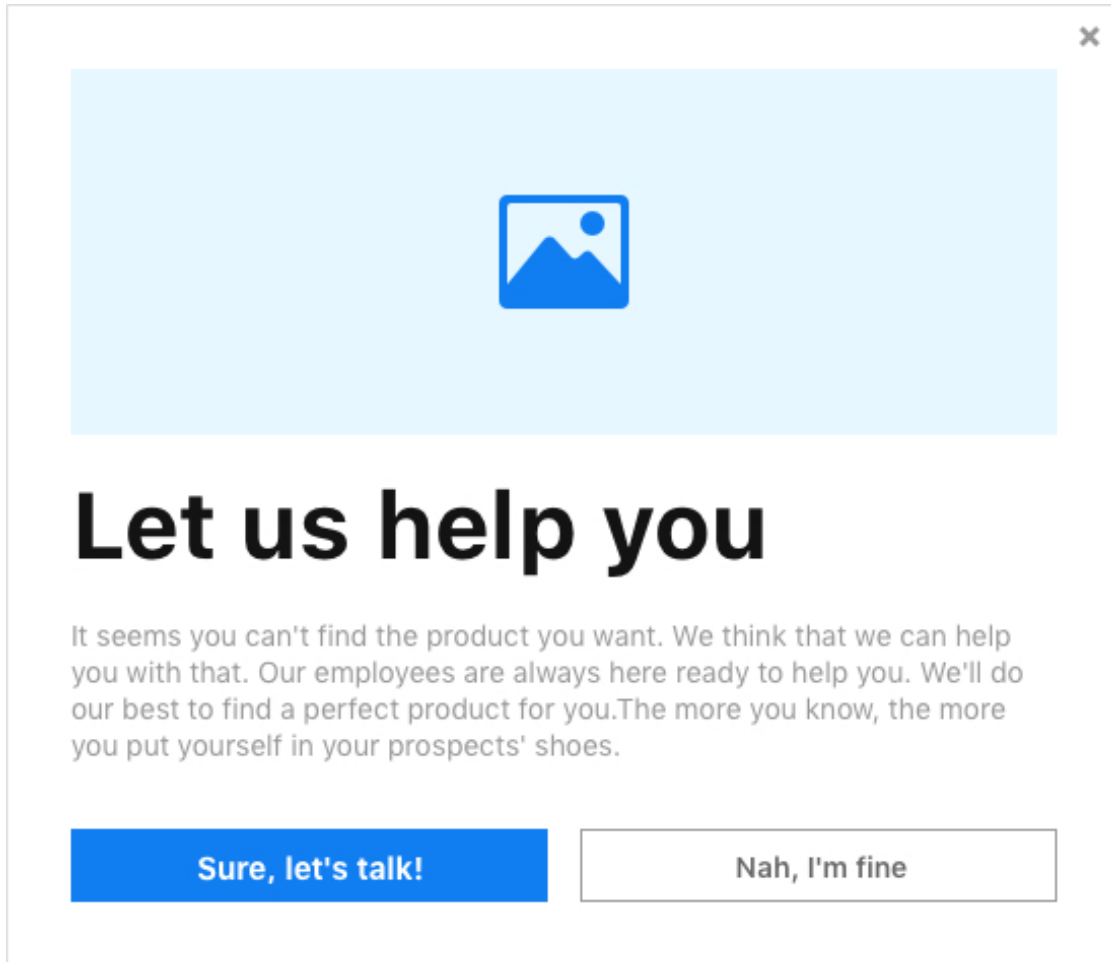 Let us help you
It seems you can't find the product you want. We think that we can help
you with that. Our employees are always here ready to help you. We'll do
our best to find a perfect product for you.The more you know, the more
you put yourself in your prospects' shoes.
Sure, let's talk!
Nah, I'm fine